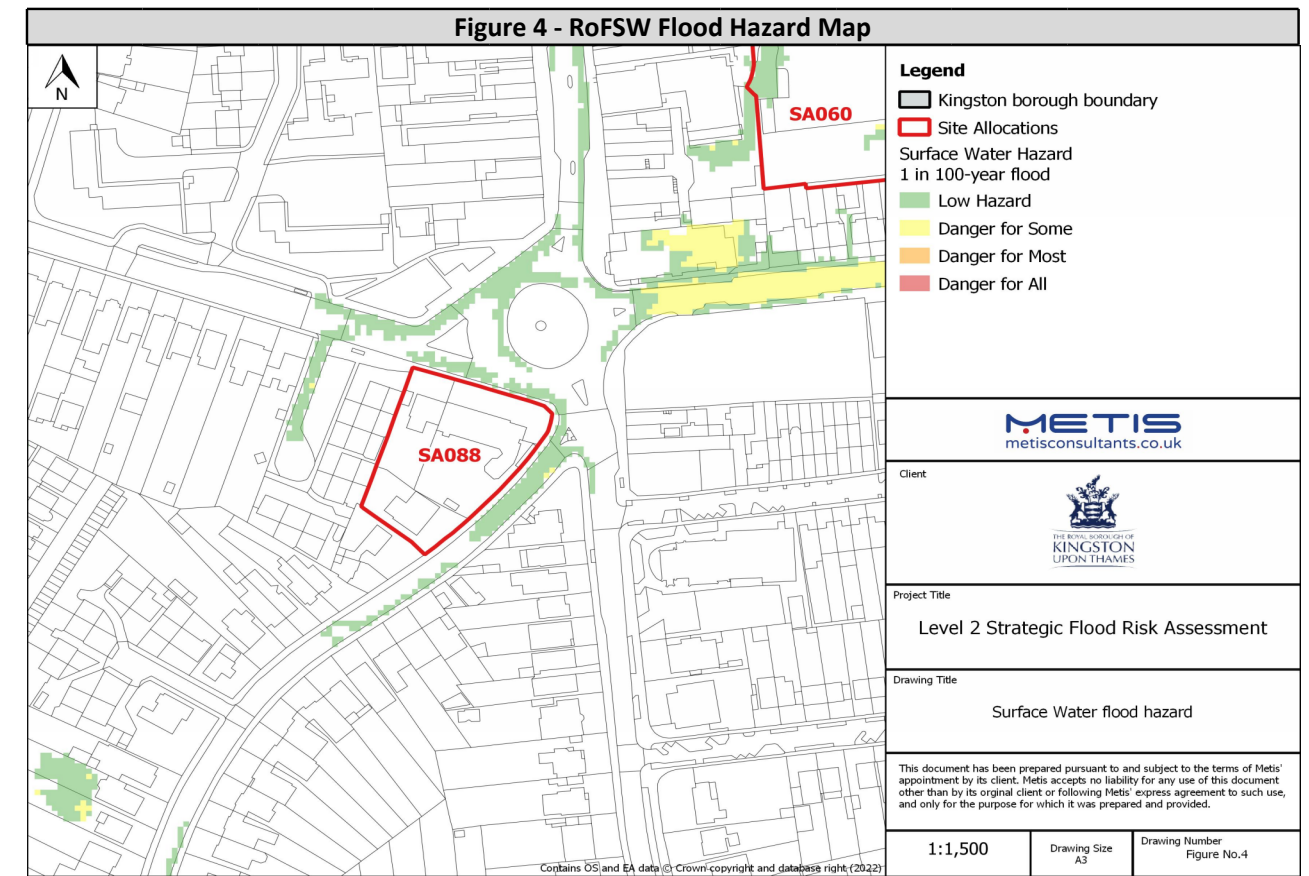 Figure 4 - RoFSW Flood Hazard Map
N
SA060
SA088
Contains OS and EA data © Crown copyright and database right (2022)
Legend
Kingston borough boundary
Site Allocations
Surface Water Hazard
1 in 100-year flood
Low Hazard
Danger for Some
Danger for Most
Danger for All
METIS
metisconsultants.co.uk
Client
THE ROYAL BOROUGH OF
KINGSTON
UPON THAMES
Project Title
Level 2 Strategic Flood Risk Assessment
Drawing Title
Surface Water flood hazard
This document has been prepared pursuant to and subject to the terms of Metis'
appointment by its client. Metis accepts no liability for any use of this document
other than by its orginal client or following Metis' express agreement to such use,
and only for the purpose for which it was prepared and provided.
1:1,500
Drawing Size
A3
Drawing Number
Figure No.4